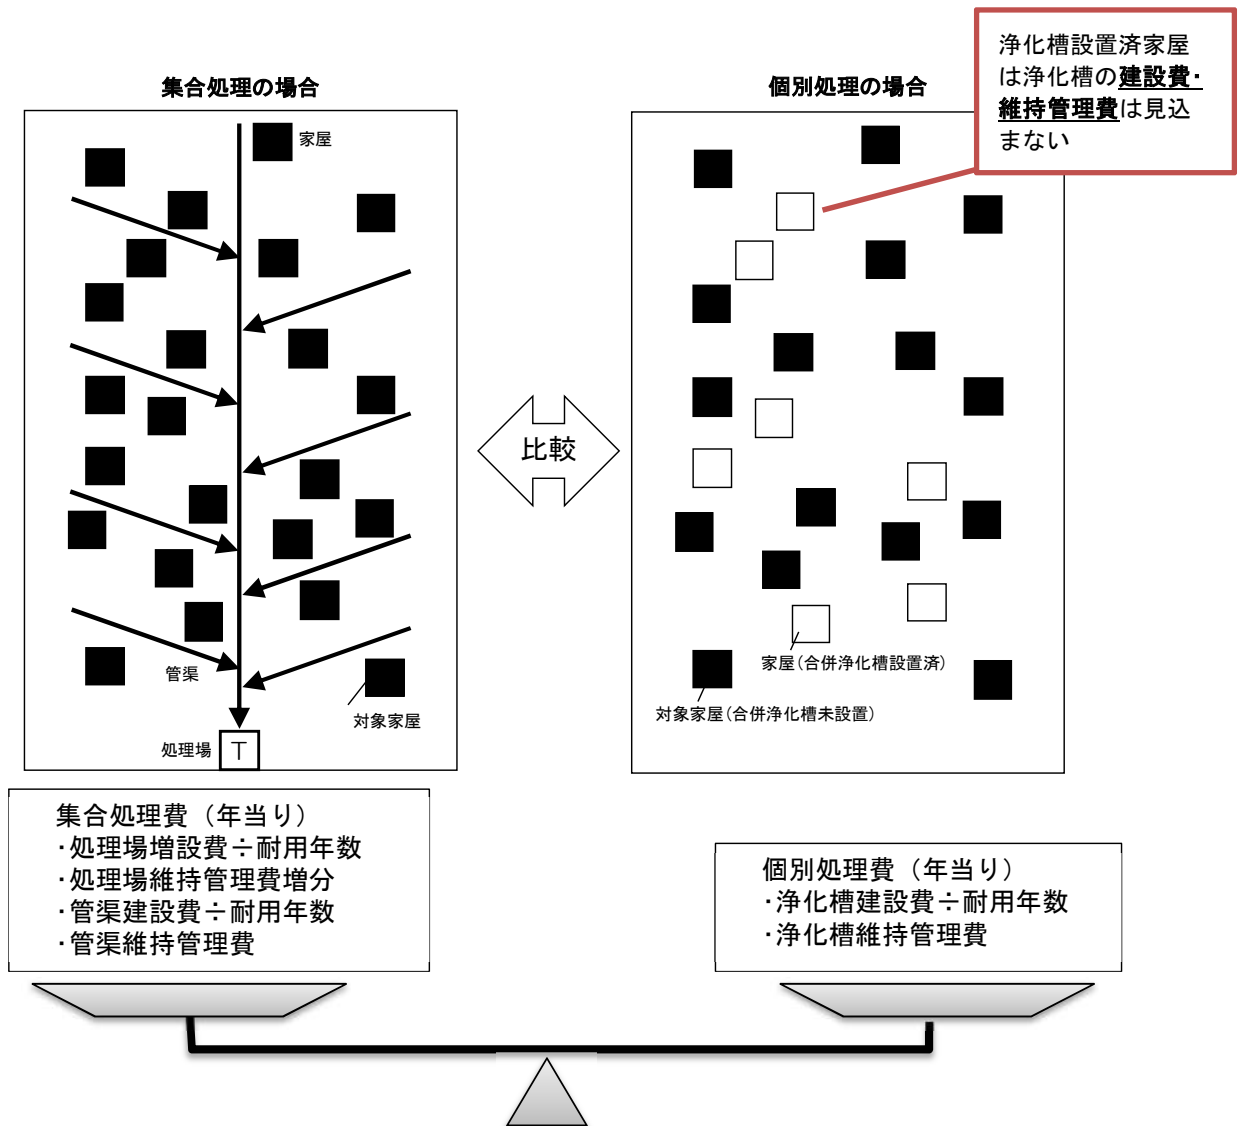 浄化槽設置済家屋
は浄化槽の建設費・
維持管理費は見込
まない
集合処理の場合
個別処理の場合
家屋
比較
管渠
対象家屋
処理場
T
家屋(合併浄化槽設置済)
対象家屋(合併浄化槽未設置)
集合処理費（年当り）
・処理場増設費÷耐用年数
・処理場維持管理費増分
・管渠建設費÷耐用年数
・管渠維持管理費
個別処理費（年当り）
・浄化槽建設費÷耐用年数
・浄化槽維持管理費